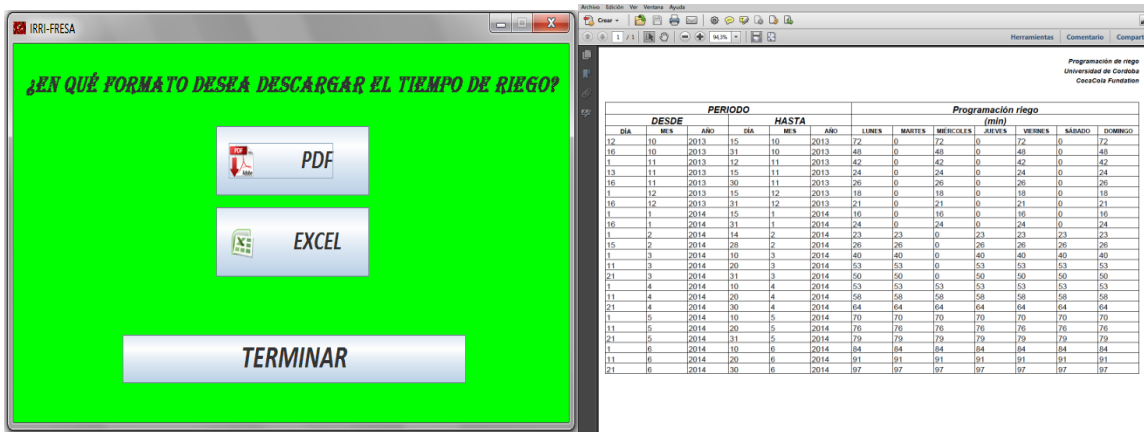 IRRI-FRESA
¿EN QUÉ FORMATO DESEA DESCARGAR EL TIEMPO DE RIEGO?
PDF
EXCEL
TERMINAR
Archivo Edición Ver Ventana Ayuda
Crear
1 / 1 94,3%
Herramientas Comentario Compart
Programación de riego
Universidad de Cordoba
CocaCola Fundation
PERIODO Programación riego
DESDE HASTA (min)
DÍA MES AÑO DÍA MES AÑO LUNES MARTES MIÉRCOLES JUEVES VIERNES SÁBADO DOMINGO
12 10 2013 15 10 2013 72 0 72 0 72 0 72
16 10 2013 31 10 2013 48 0 48 0 48 0 48
1 11 2013 12 11 2013 42 0 42 0 42 0 42
13 11 2013 15 11 2013 24 0 24 0 24 0 24
16 11 2013 30 11 2013 26 0 26 0 26 0 26
1 12 2013 15 12 2013 18 0 18 0 18 0 18
16 12 2013 31 12 2013 21 0 21 0 21 0 21
1 1 2014 15 1 2014 16 0 16 0 16 0 16
16 1 2014 31 1 2014 24 0 24 0 24 0 24
1 2 2014 14 2 2014 23 23 0 23 23 23 23
15 2 2014 28 2 2014 26 26 0 26 26 26 26
1 3 2014 10 3 2014 40 40 0 40 40 40 40
11 3 2014 20 3 2014 53 53 0 53 53 53 53
21 3 2014 31 3 2014 50 50 0 50 50 50 50
1 4 2014 10 4 2014 53 53 53 53 53 53 53
11 4 2014 20 4 2014 58 58 58 58 58 58 58
21 4 2014 30 4 2014 64 64 64 64 64 64 64
1 5 2014 10 5 2014 70 70 70 70 70 70 70
11 5 2014 20 5 2014 76 76 76 76 76 76 76
21 5 2014 31 5 2014 79 79 79 79 79 79 79
1 6 2014 10 6 2014 84 84 84 84 84 84 84
11 6 2014 20 6 2014 91 91 91 91 91 91 91
21 6 2014 30 6 2014 97 97 97 97 97 97 97